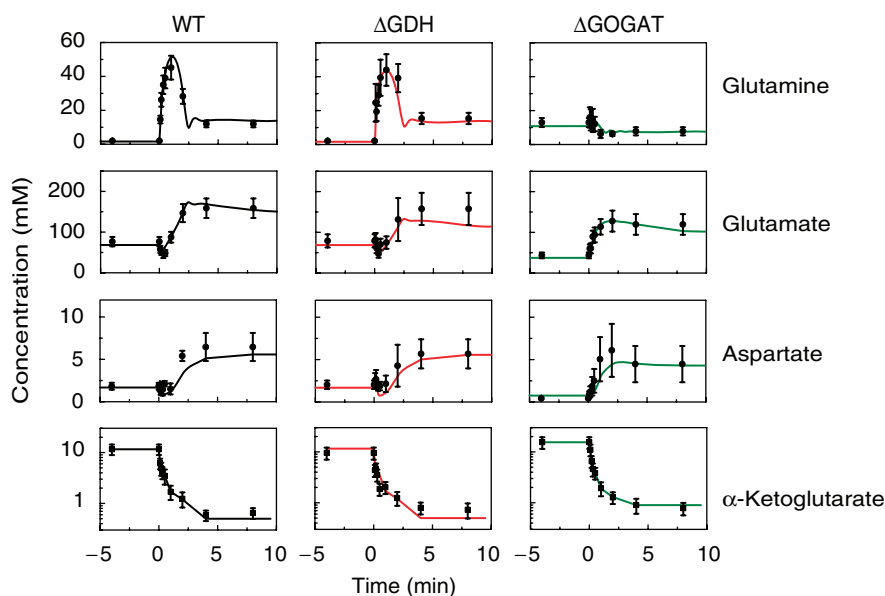 WT ΔGDH ΔGOGAT
60
40
20
0
Glutamine
200
100
0
Glutamate
10
5
0
Aspartate
10
1
α-Ketoglutarate
−5 0 5 10 −5 0 5 10 −5 0 5 10
Time (min)
Concentration (mM)